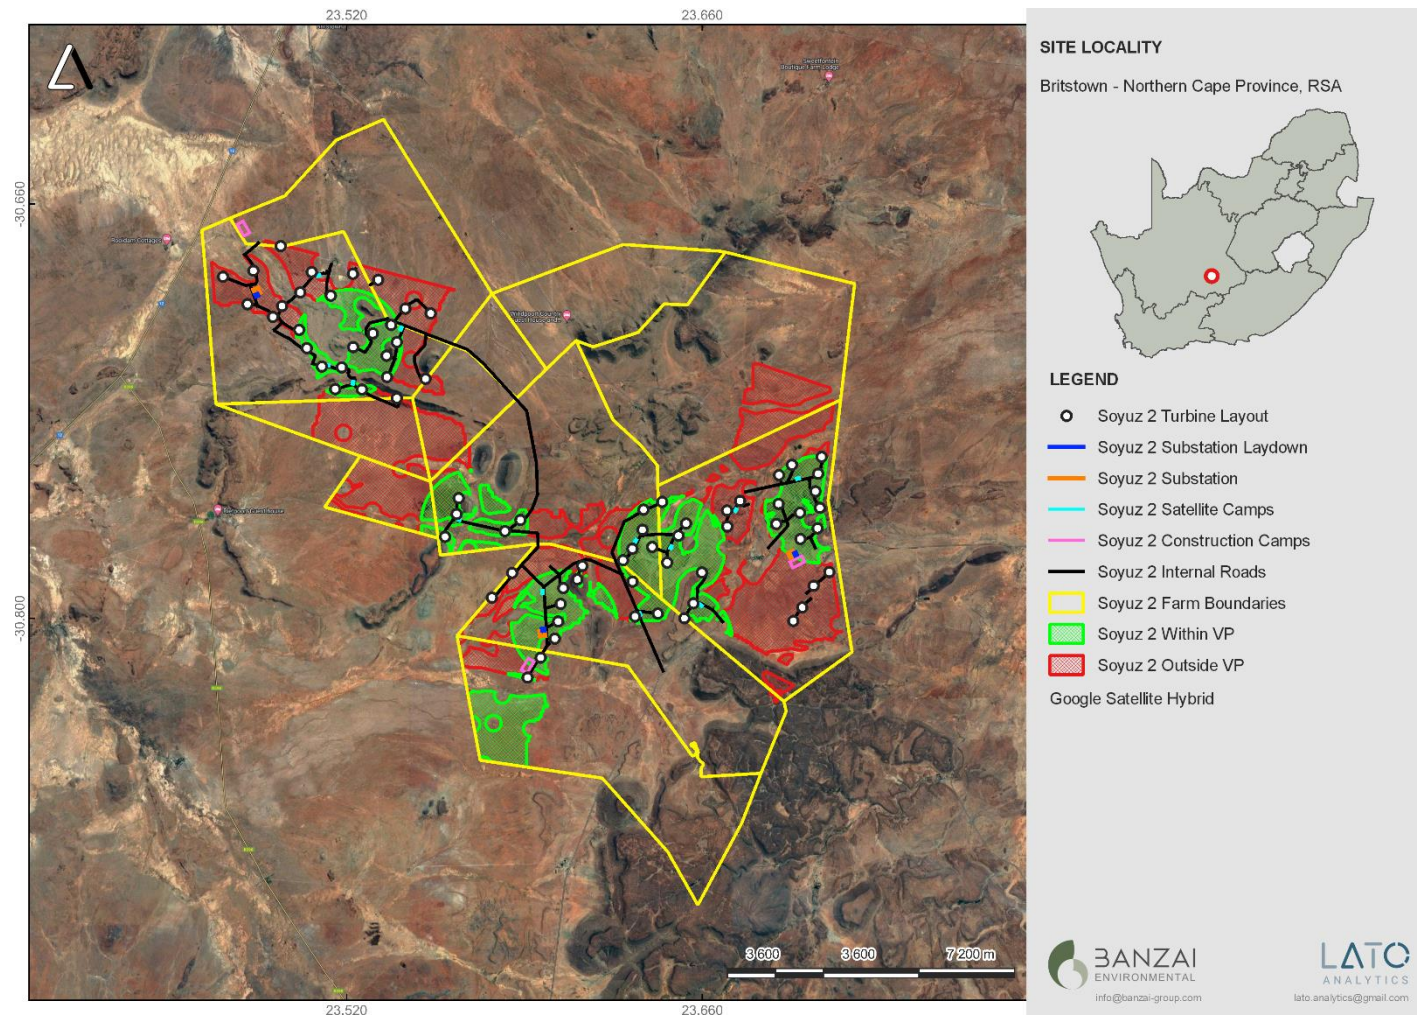 23.520
23.660
SITE LOCALITY
Britstown - Northern Cape Province, RSA
Boutique Farm Lodge
-30.660
LEGEND
Soyuz 2 Turbine Layout
Soyuz 2 Substation Laydown
Soyuz 2 Substation
Soyuz 2 Satellite Camps
Soyuz 2 Construction Camps
Soyuz 2 Internal Roads
-30.800
Soyuz 2 Farm Boundaries
Soyuz 2 Within VP
Soyuz 2 Outside VP
Google Satellite Hybrid
3 600
3 600
7 200 m
BANZAI
ENVIRONMENTAL
info@banzai-group.com
LATO
ANALYTICS
lato.analytics@gmail.com
23.520
23.660